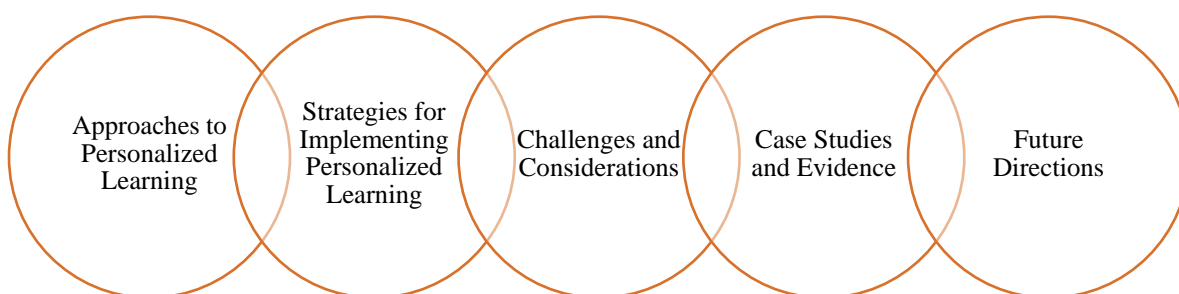 Approaches to
Personalized
Learning
Strategies for
Implementing
Personalized
Learning
Challenges and
Considerations
Case Studies
and Evidence
Future
Directions